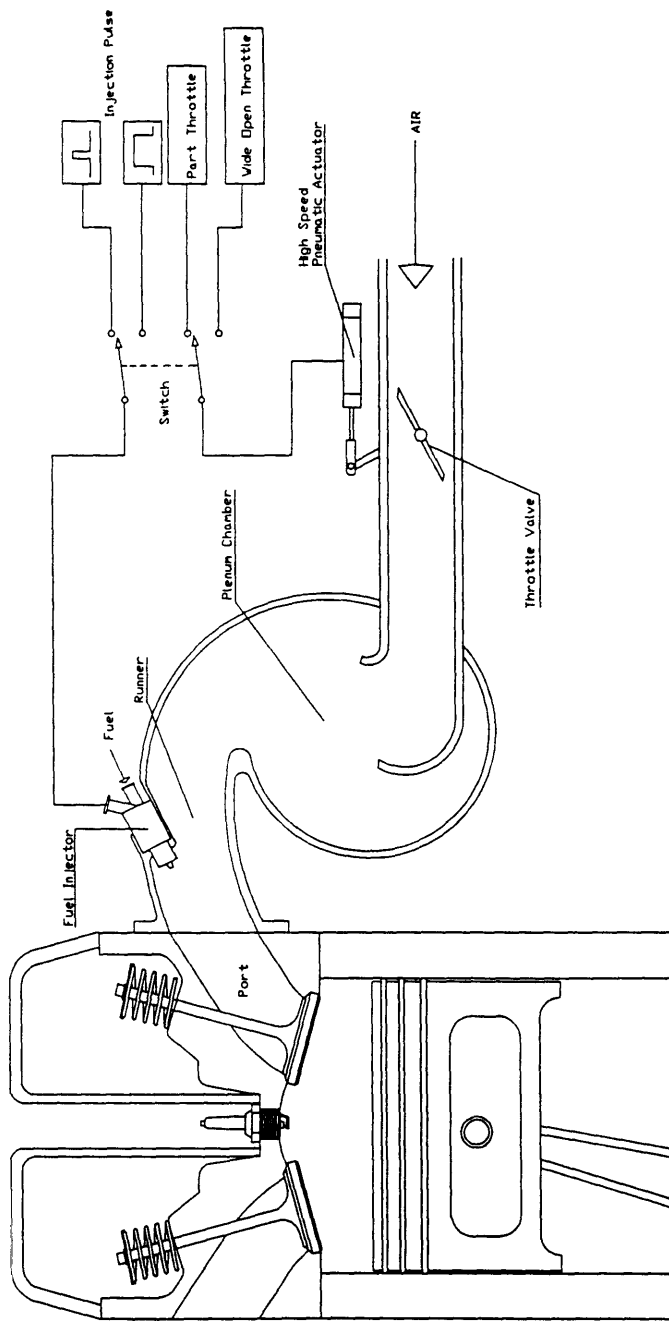 Injection Pulse
Part Throttle
Wide Open Throttle
Switch
High Speed
Pneumatic Actuator
AIR
Fuel
Fuel Injector
Runner
Plenum Chamber
Throttle Valve
Port